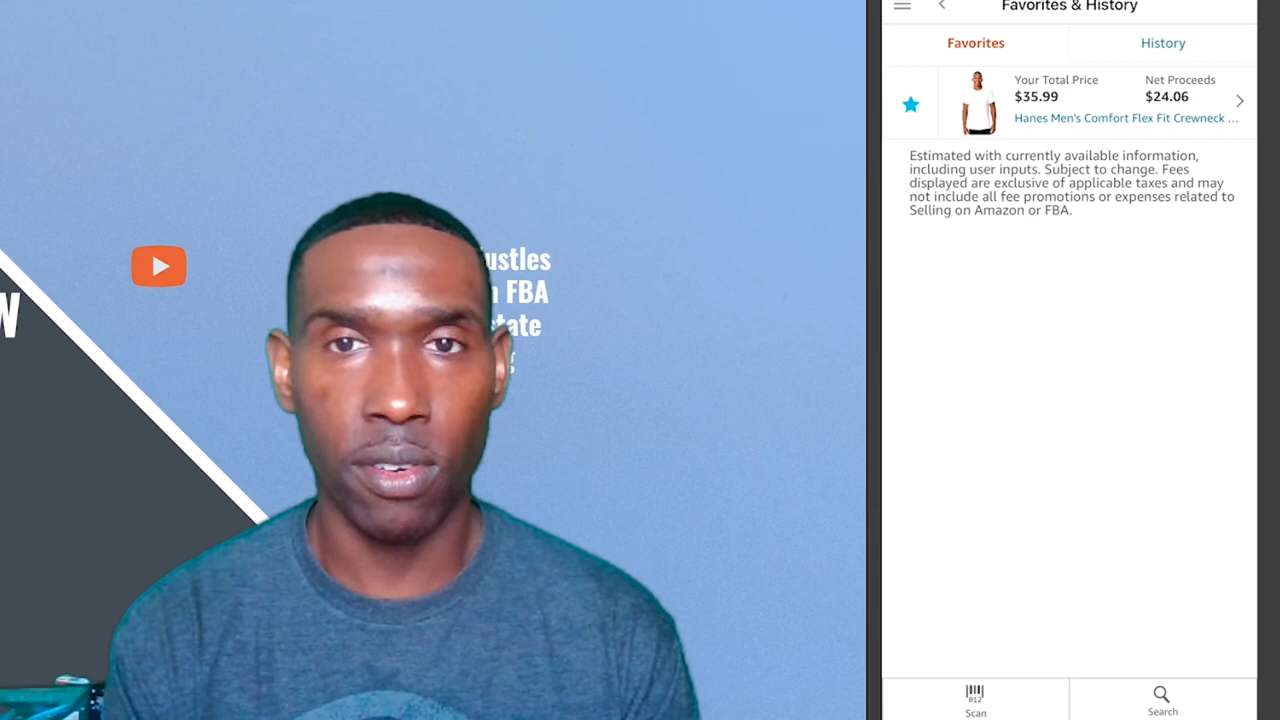 W
ustles
FBA
state
Favorites & History
Favorites
History
Your Total Price
Net Proceeds
$35.99
$24.06
Hanes Men's Comfort Flex Fit Crewneck ...
Estimated with currently available information,
including user inputs. Subject to change. Fees
displayed are exclusive of applicable taxes and may
not include all fee promotions or expenses related to
Selling on Amazon or FBA.
012
Scan
Search